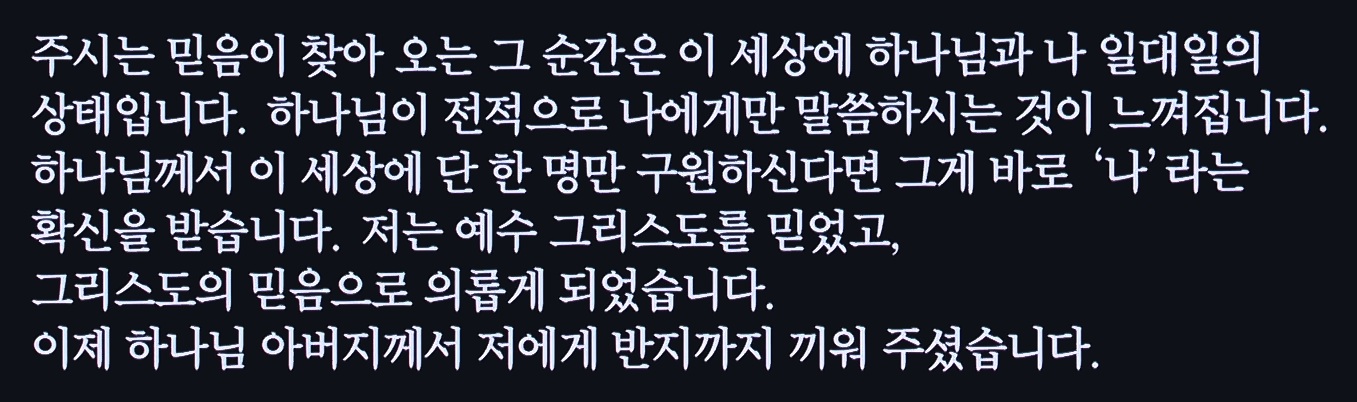 주시는 믿음이 찾아 오는 그 순간은 이 세상에 하나님과 나 일대일의
상태입니다. 하나님이 전적으로 나에게만 말씀하시는 것이 느껴집니다.
하나님께서 이 세상에 단 한 명만 구원하신다면 그게 바로 ‘나’라는
확신을 받습니다. 저는 예수 그리스도를 믿었고,
그리스도의 믿음으로 의롭게 되었습니다.
이제 하나님 아버지께서 저에게 반지까지 끼워 주셨습니다.